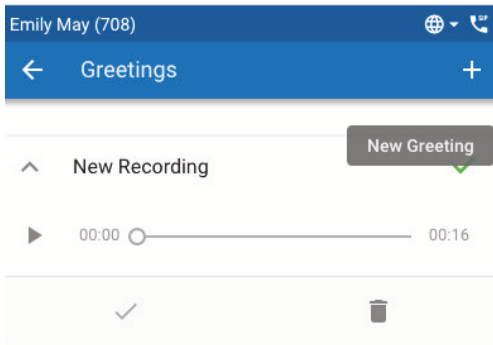 Emily May (708)
Greetings
New Greeting
New Recording
00:00
00:16